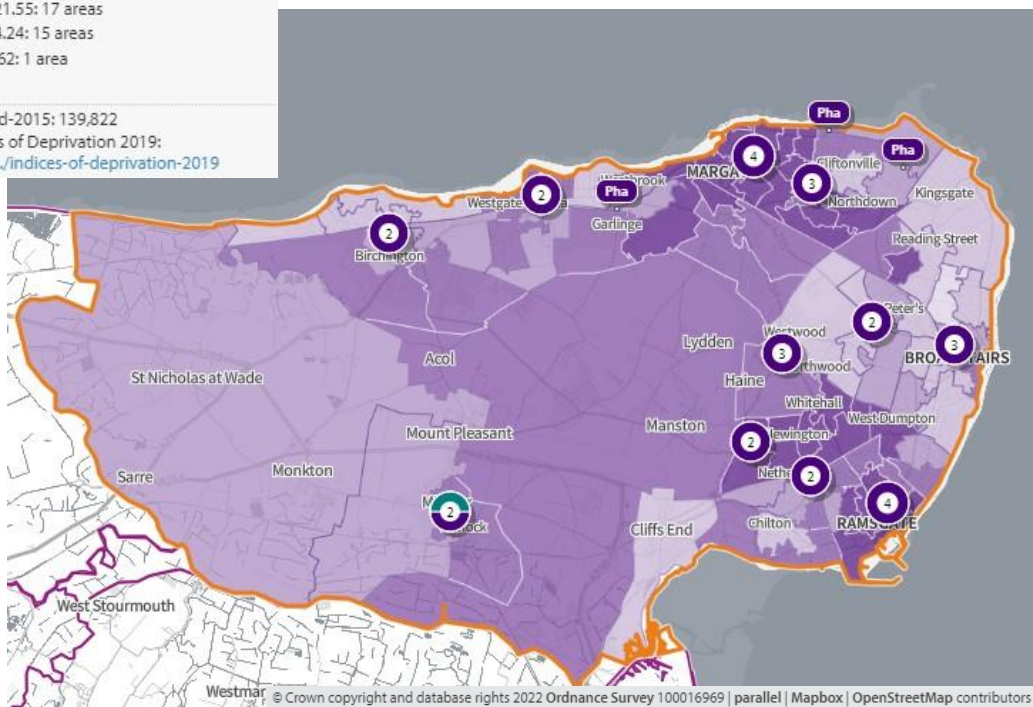 21.55: 17 areas
4.24: 15 areas
62: 1 area
d-2015: 139,822
s of Deprivation 2019:
./indices-of-deprivation-2019
Pha
4
MARGA
Cliftonville
Pha
3
Westbrook
Pha
2
Westgate
Kingsgate
Northdown
Garlinge
2
Reading Street
Birchington
2
Peter's
Westwood
Lydden
3
3
BROADSTAIRS
Acol
St Nicholas at Wade
Haine
Whitehall
West Dumpton
Manston
Mount Pleasant
2
Newington
Sarre
Monkton
2
Nethe
4
2
RAMSGATE
Chilton
Cliffs End
West Stourmouth
Westmar
© Crown copyright and database rights 2022 Ordnance Survey 100016969 | parallel | Mapbox | OpenStreetMap contributors